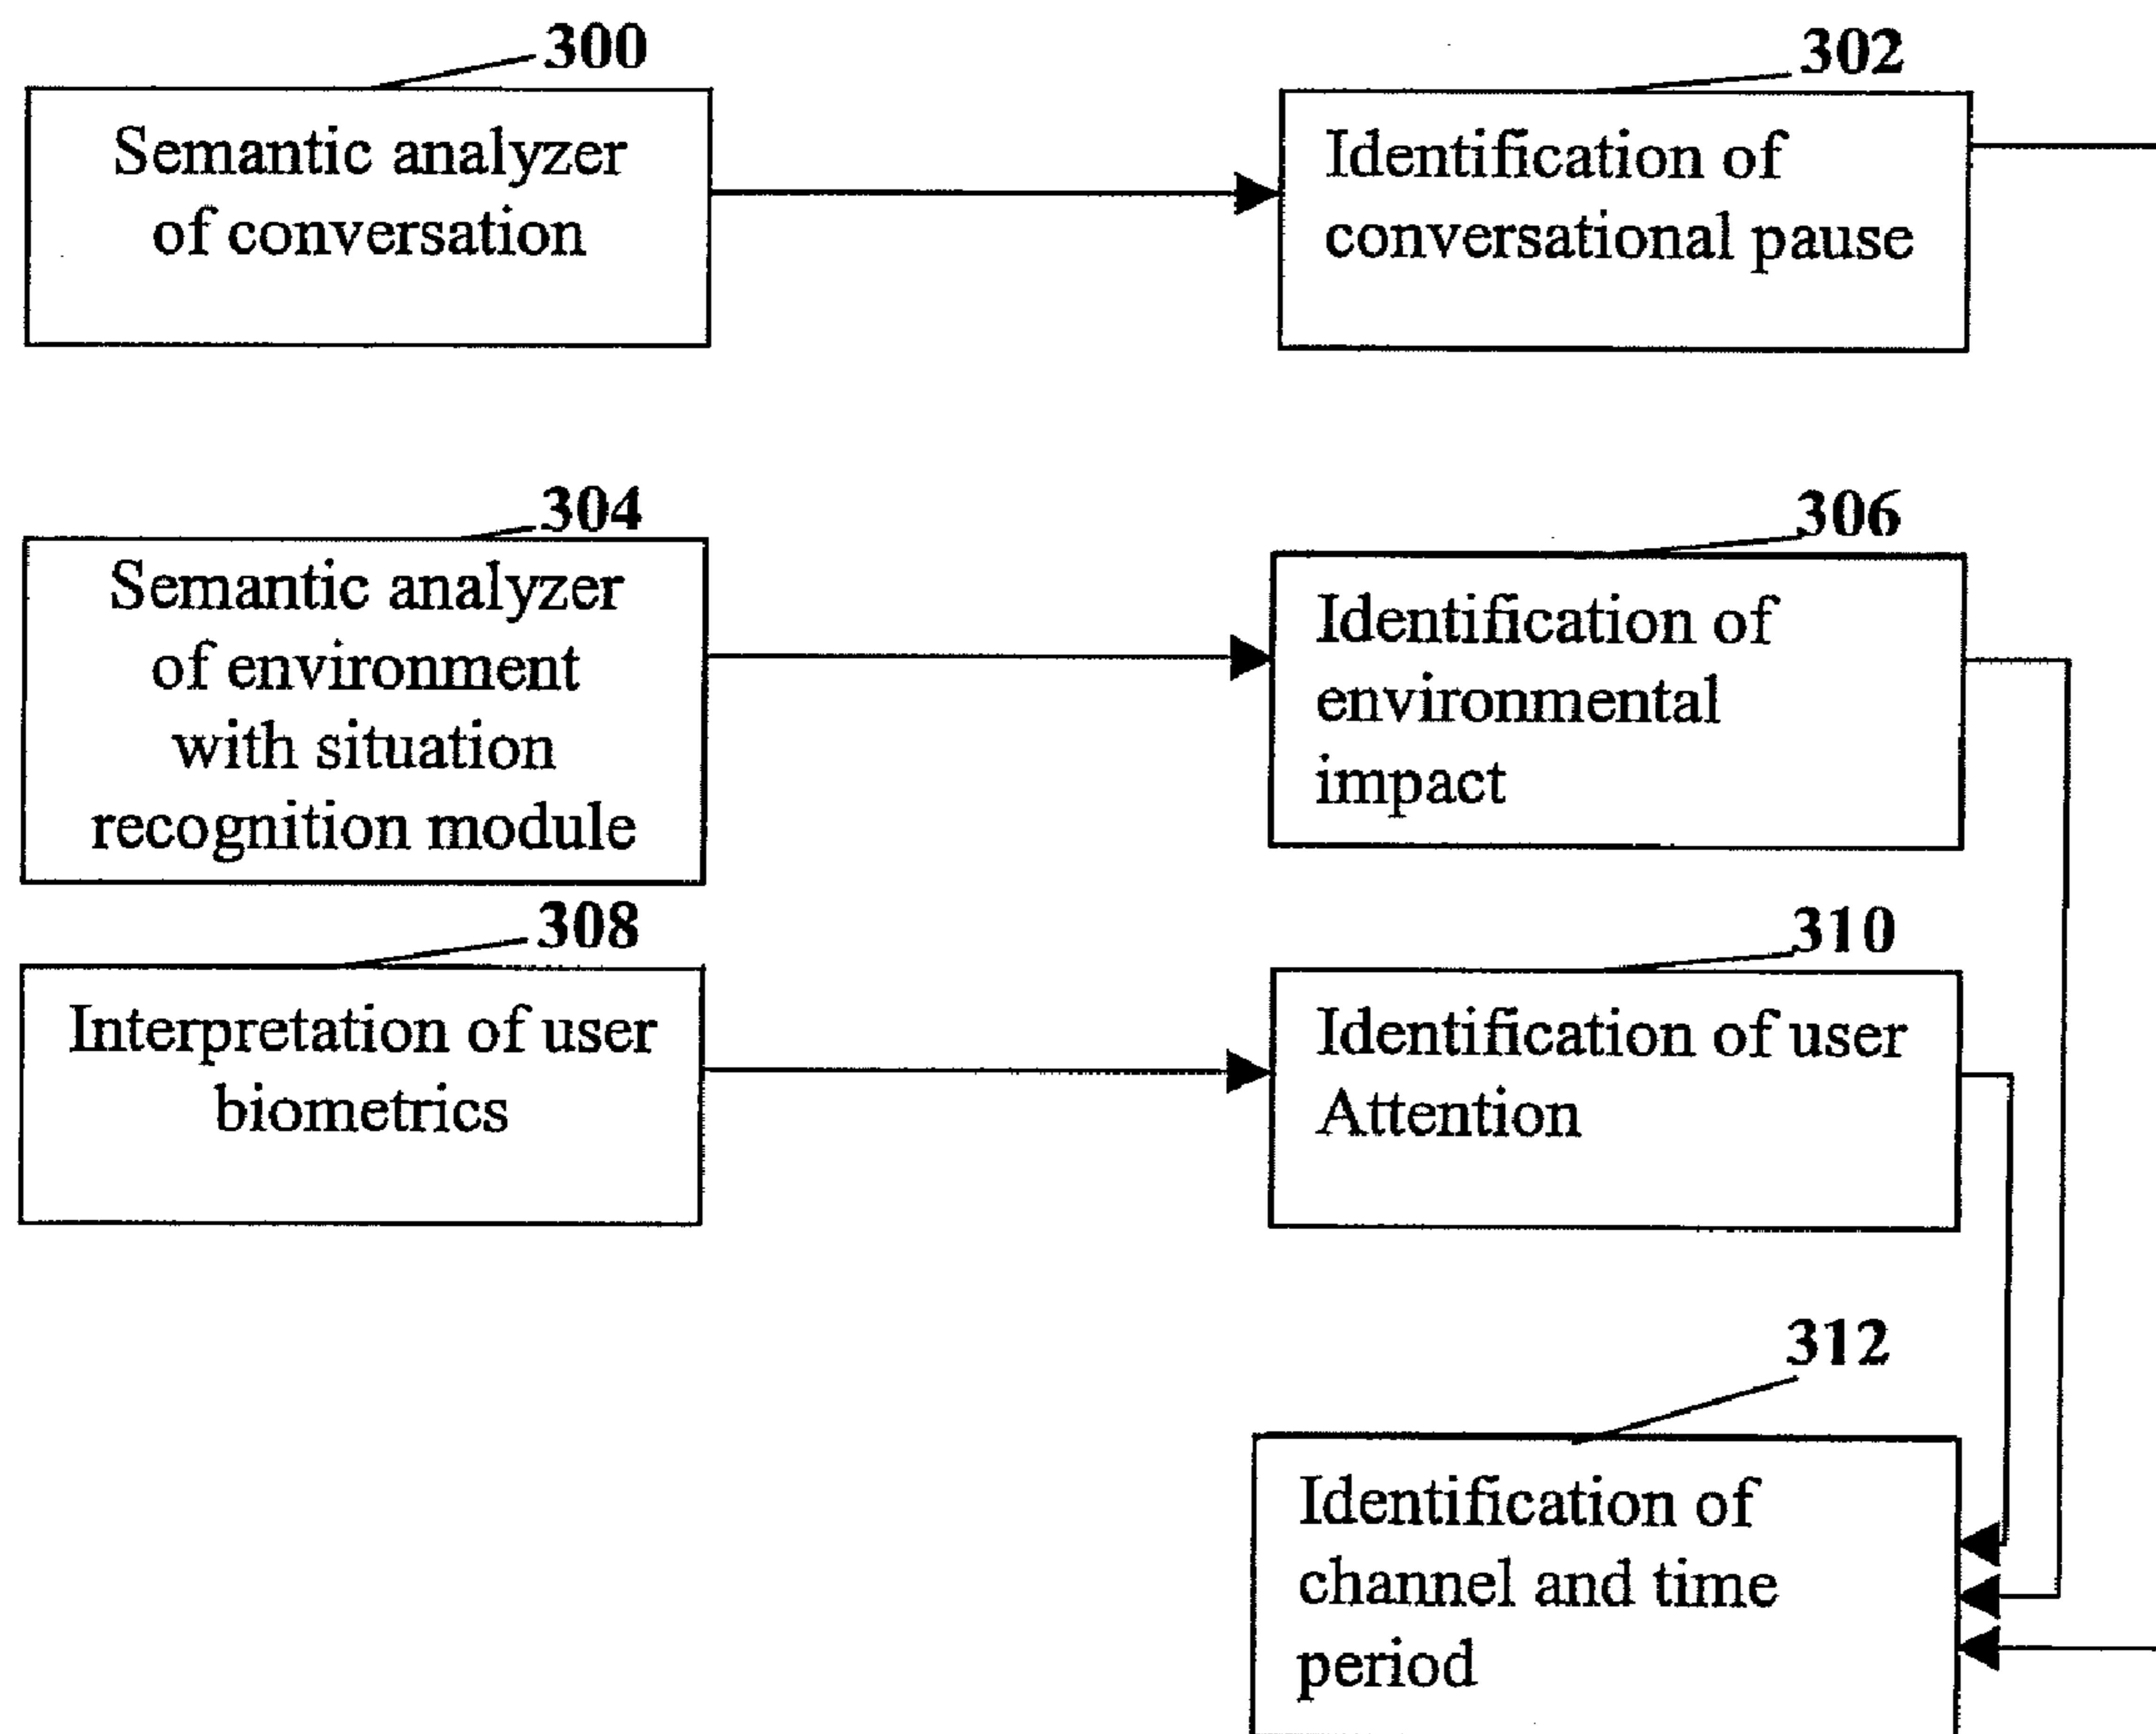 300
Semantic analyzer
of conversation
302
Identification of
conversational pause
304
Semantic analyzer
of environment
with situation
recognition module
306
Identification of
environmental
impact
308
Interpretation of user
biometrics
310
Identification of user
Attention
312
Identification of
channel and time
period